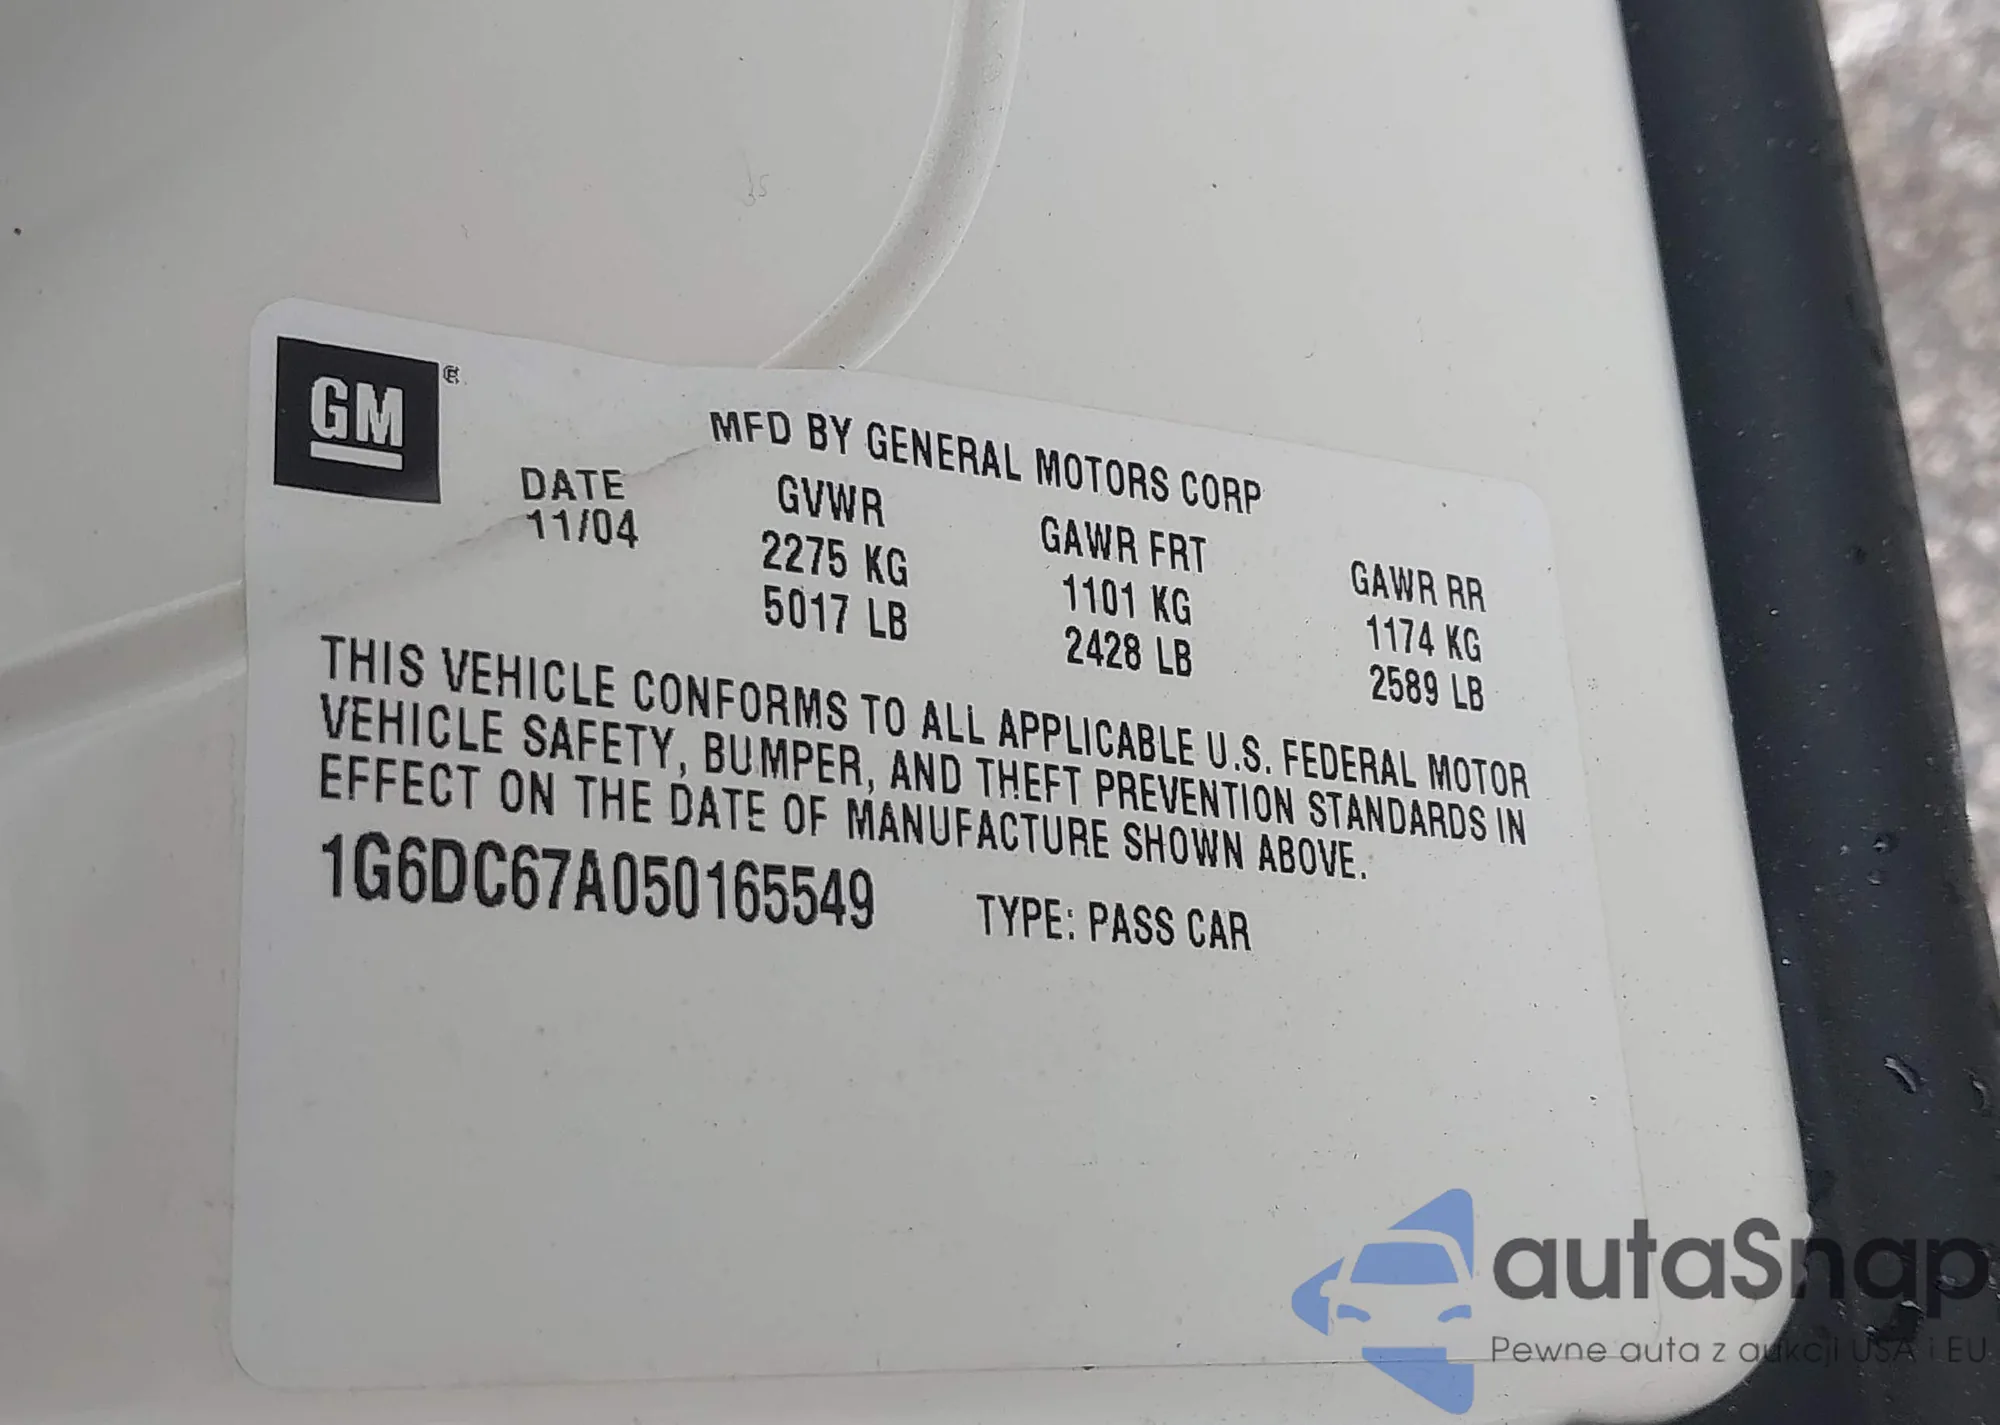 GM®
MFD BY GENERAL MOTORS CORP
DATE GVWR GAWR FRT GAWR RR
11/04 2275 KG 1101 KG 1174 KG
5017 LB 2428 LB 2589 LB
THIS VEHICLE CONFORMS TO ALL APPLICABLE U.S. FEDERAL MOTOR
VEHICLE SAFETY, BUMPER, AND THEFT PREVENTION STANDARDS IN
EFFECT ON THE DATE OF MANUFACTURE SHOWN ABOVE.
1G6DC67A050165549 TYPE: PASS CAR
autaSnap
Pewne auta z aukcji USA i EU